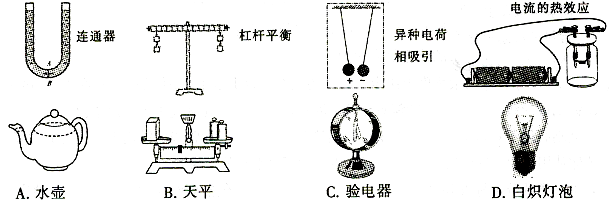 连通器
A
B
杠杆平衡
+ −
异种电荷
相吸引
电流的热效应
A. 水壶
B. 天平
C. 验电器
D. 白炽灯泡